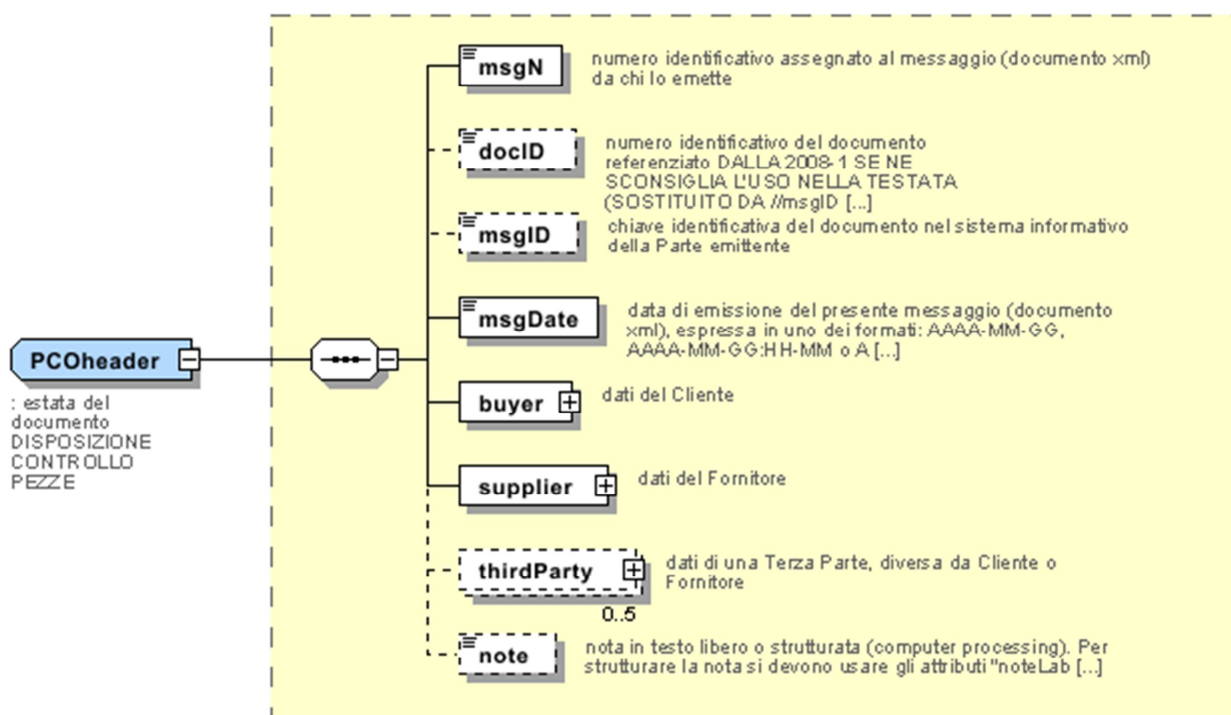 msgN
numero identificativo assegnato al messaggio (documento xml)
da chi lo emette
docID
numero identificativo del documento
referenziato DALLA 2008-1 SE NE
SCONSIGLIA L'USO NELLA TESTATA
(SOSTITUITO DA //msgID [...]
msgID
chiave identificativa del documento nel sistema informativo
della Parte emittente
msgDate
data di emissione del presente messaggio (documento
xml), espressa in uno dei formati: AAAA-MM-GG,
AAAA-MM-GG:HH-MM o A [...]
PCOheader
: estata del
documento
DISPOSIZIONE
CONTROLLO
PEZZE
buyer
dati del Cliente
supplier
dati del Fornitore
thirdParty
dati di una Terza Parte, diversa da Cliente o
Fornitore
0..5
note
nota in testo libero o strutturata (computer processing). Per
strutturare la nota si devono usare gli attributi "noteLab [...]